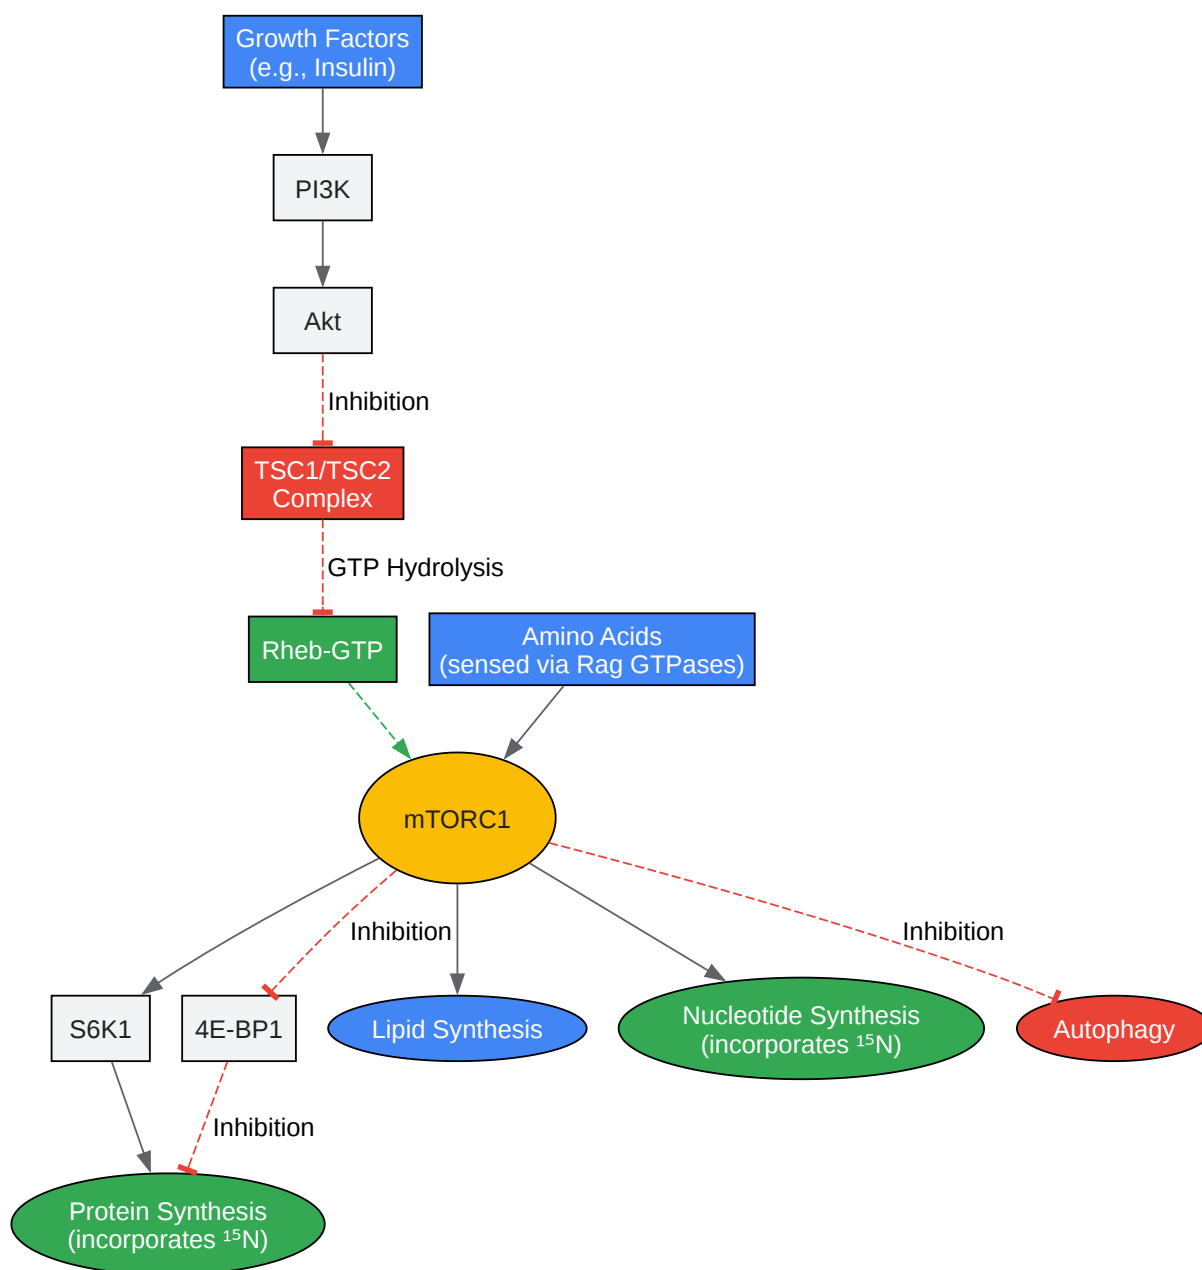 Growth Factors
(e.g., Insulin)
PI3K
Akt
Inhibition
TSC1/TSC2
Complex
GTP Hydrolysis
Rheb-GTP
Amino Acids
(sensed via Rag GTPases)
mTORC1
Inhibition
Inhibition
S6K1
4E-BP1
Lipid Synthesis
Nucleotide Synthesis
(incorporates ¹⁵N)
Autophagy
Inhibition
Protein Synthesis
(incorporates ¹⁵N)